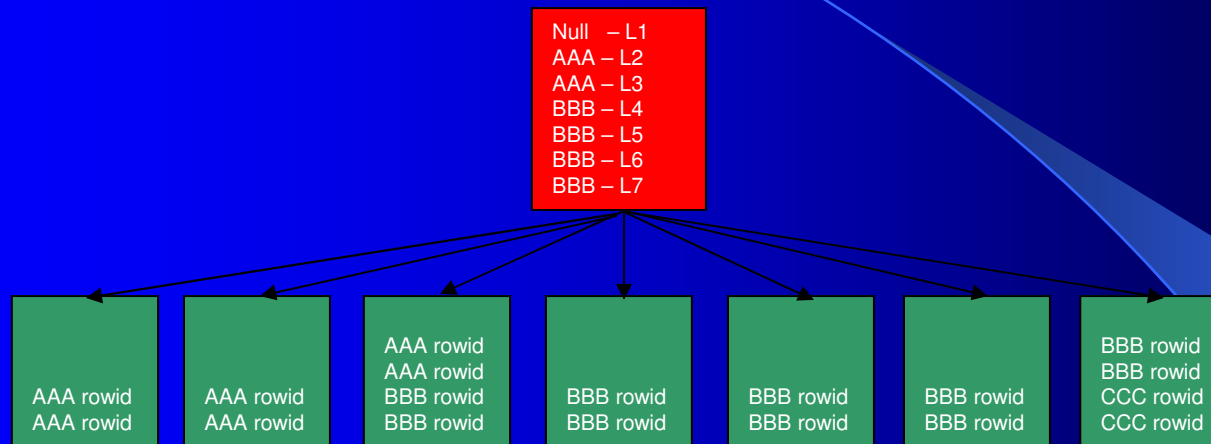 Null – L1
AAA – L2
AAA – L3
BBB – L4
BBB – L5
BBB – L6
BBB – L7
AAA rowid
AAA rowid
AAA rowid
AAA rowid
AAA rowid
AAA rowid
BBB rowid
BBB rowid
BBB rowid
BBB rowid
BBB rowid
BBB rowid
BBB rowid
BBB rowid
BBB rowid
BBB rowid
CCC rowid
CCC rowid